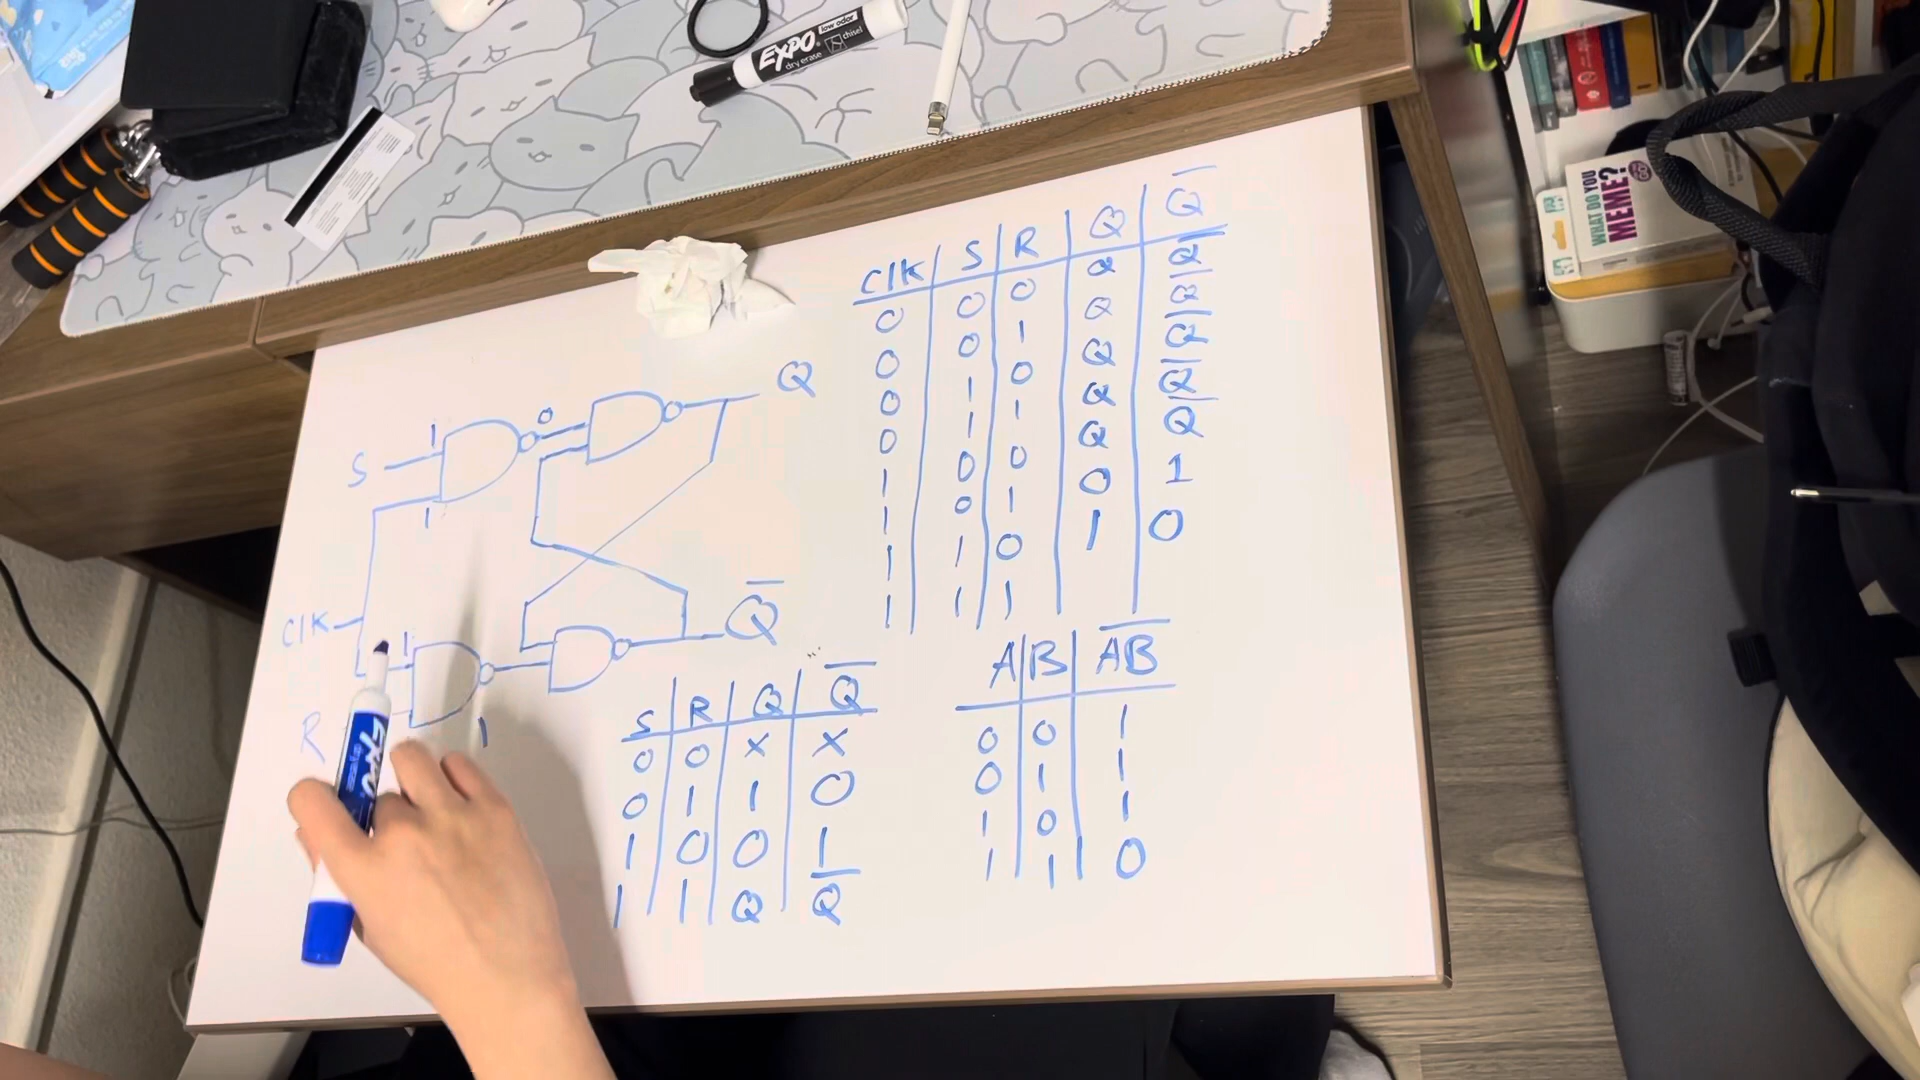 EXPO low odor
dry erase chisel
WHAT DO YOU
MEME?
Clk S R Q Q̅
0 0 0 Q Q̅
0 0 1 Q Q̅
0 1 0 Q Q̅
0 1 1 Q Q̅
1 0 0 Q Q̅
1 0 1 0 1
1 1 0 1 0
1 1 1
Q
1 0
S
1
Clk
1
Q̅
R
1
EXPO
S R Q Q̅
0 0 X X
0 1 1 0
1 0 0 1
1 1 Q Q̅
A B A̅B̅
0 0 1
0 1 1
1 0 1
1 1 0